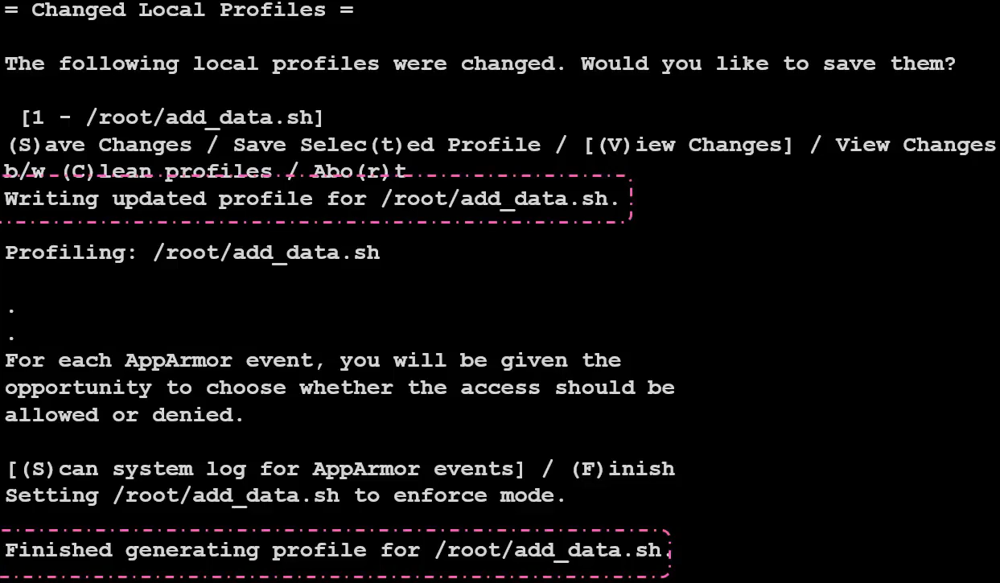 = Changed Local Profiles =
The following local profiles were changed. Would you like to save them?
[1 - /root/add_data.sh]
(S)ave Changes / Save Selec(t)ed Profile / [(V)iew Changes] / View Changes
b/w (C)lean profiles / Abo(r)t
Writing updated profile for /root/add_data.sh.
Profiling: /root/add_data.sh
.
.
For each AppArmor event, you will be given the
opportunity to choose whether the access should be
allowed or denied.
[(S)can system log for AppArmor events] / (F)inish
Setting /root/add_data.sh to enforce mode.
Finished generating profile for /root/add_data.sh.